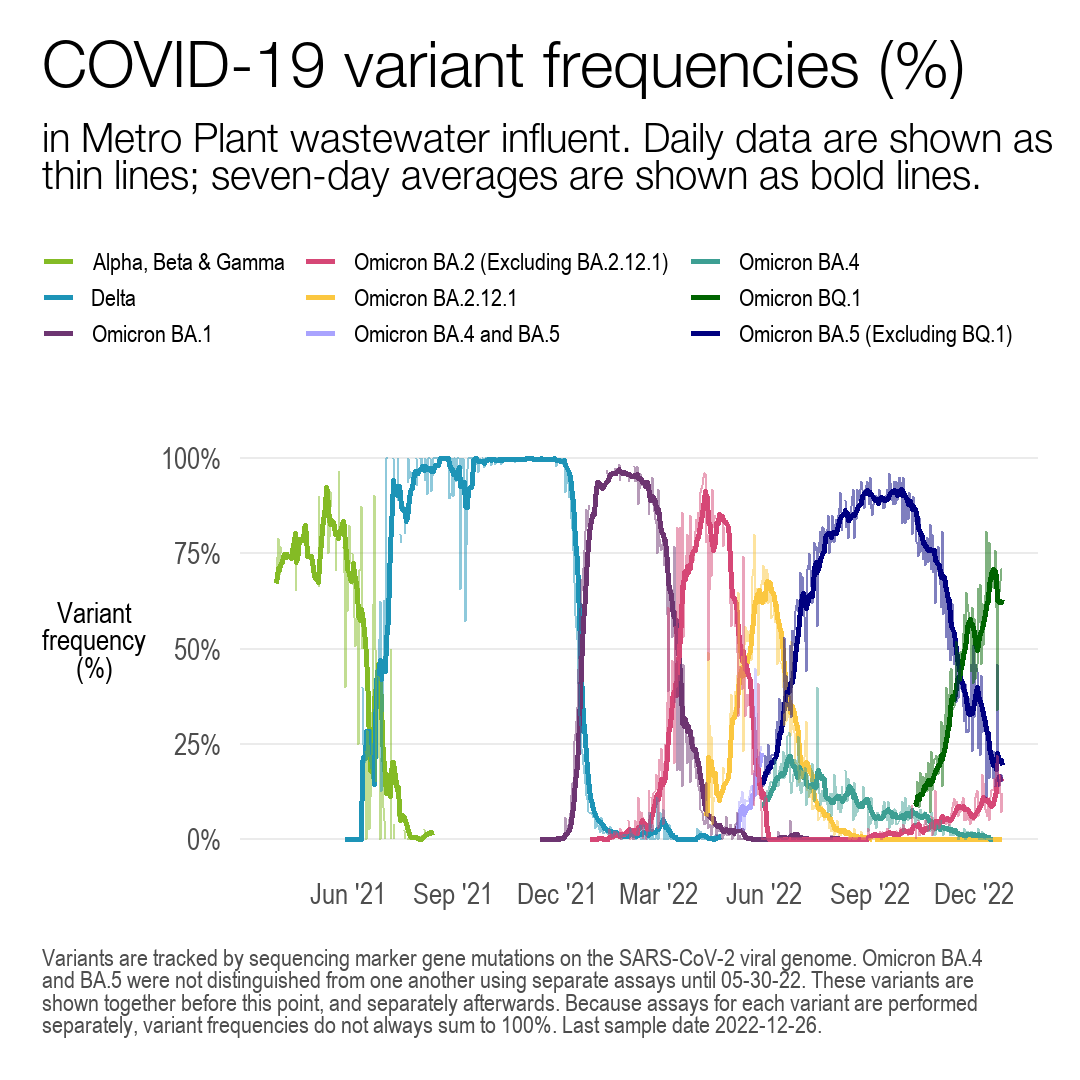 COVID-19 variant frequencies (%)
in Metro Plant wastewater influent. Daily data are shown as
thin lines; seven-day averages are shown as bold lines.
Alpha, Beta & Gamma
Omicron BA.2 (Excluding BA.2.12.1)
Omicron BA.4
Delta
Omicron BA.2.12.1
Omicron BQ.1
Omicron BA.1
Omicron BA.4 and BA.5
Omicron BA.5 (Excluding BQ.1)
100%
75%
Variant
frequency
(%)
50%
25%
0%
Jun '21
Sep '21
Dec '21
Mar '22
Jun '22
Sep '22
Dec '22
Variants are tracked by sequencing marker gene mutations on the SARS-CoV-2 viral genome. Omicron BA.4
and BA.5 were not distinguished from one another using separate assays until 05-30-22. These variants are
shown together before this point, and separately afterwards. Because assays for each variant are performed
separately, variant frequencies do not always sum to 100%. Last sample date 2022-12-26.